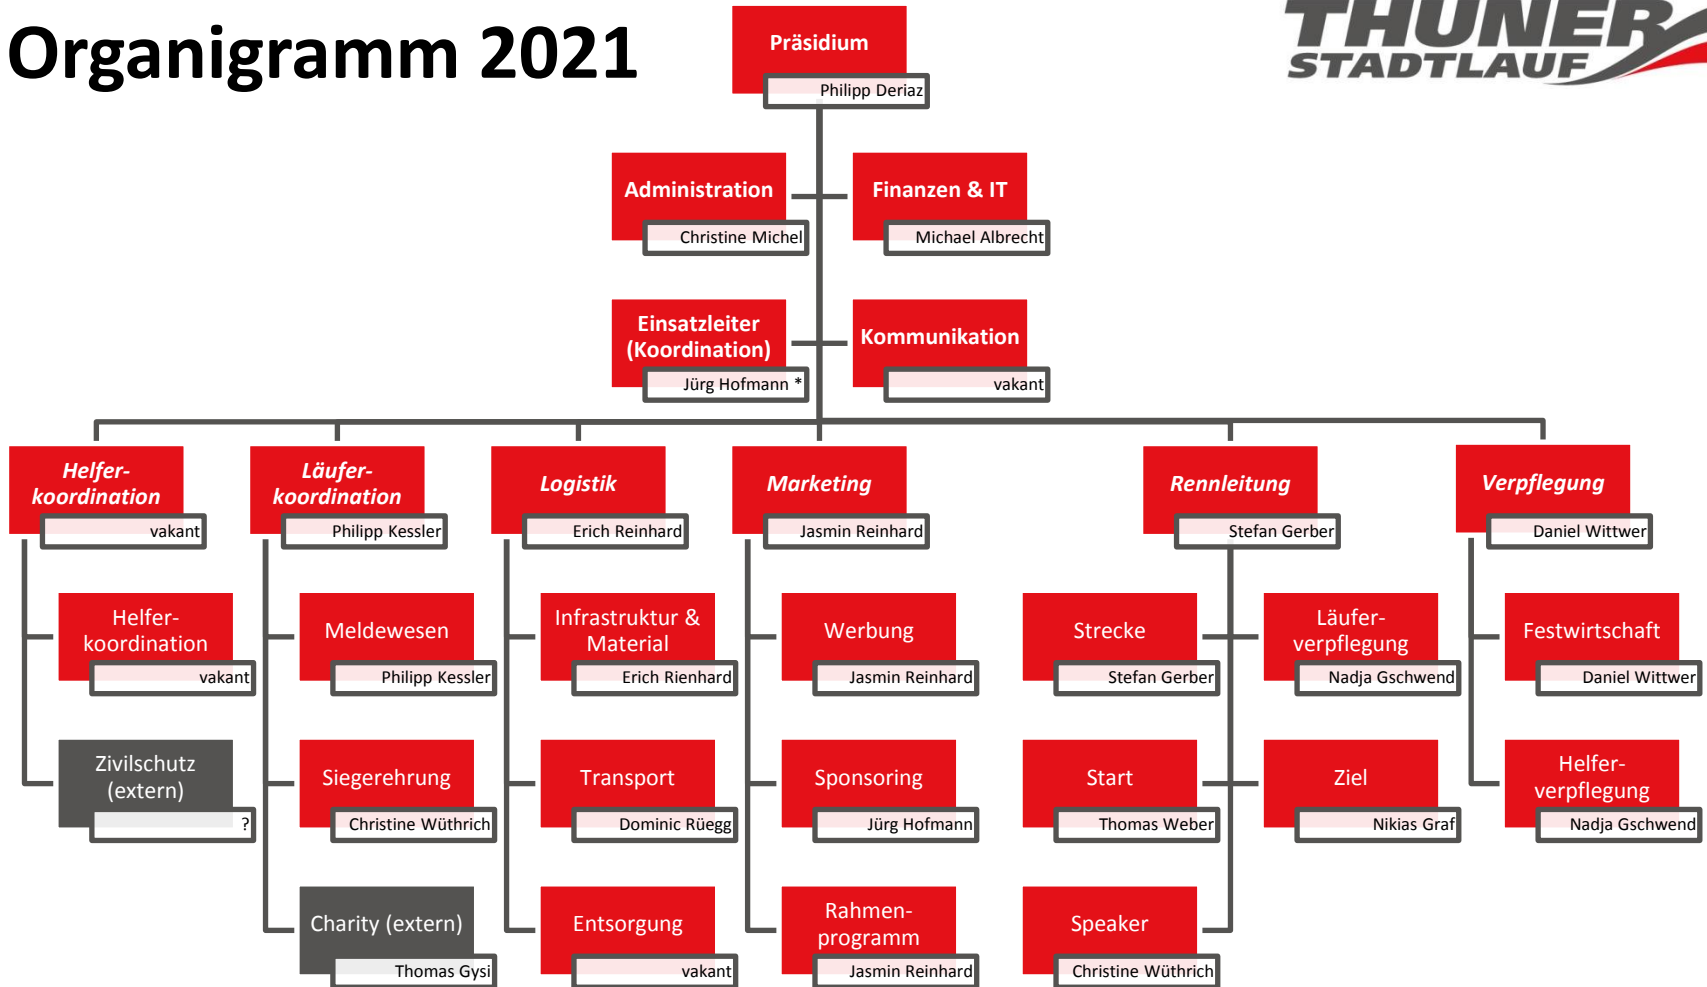 Organigramm 2021
THUNER
STADTLAUF
Präsidium
Philipp Deriaz
Administration
Christine Michel
Finanzen & IT
Michael Albrecht
Einsatzleiter
(Koordination)
Jürg Hofmann *
Kommunikation
vakant
Helfer-
koordination
vakant
Läufer-
koordination
Philipp Kessler
Logistik
Erich Reinhard
Marketing
Jasmin Reinhard
Rennleitung
Stefan Gerber
Verpflegung
Daniel Wittwer
Helfer-
koordination
vakant
Meldewesen
Philipp Kessler
Infrastruktur &
Material
Erich Rienhard
Werbung
Jasmin Reinhard
Strecke
Stefan Gerber
Läufer-
verpflegung
Nadja Gschwend
Festwirtschaft
Daniel Wittwer
Zivilschutz
(extern)
?
Siegerehrung
Christine Wüthrich
Transport
Dominic Rüegg
Sponsoring
Jürg Hofmann
Start
Thomas Weber
Ziel
Nikias Graf
Helfer-
verpflegung
Nadja Gschwend
Charity (extern)
Thomas Gysi
Entsorgung
vakant
Rahmen-
programm
Jasmin Reinhard
Speaker
Christine Wüthrich